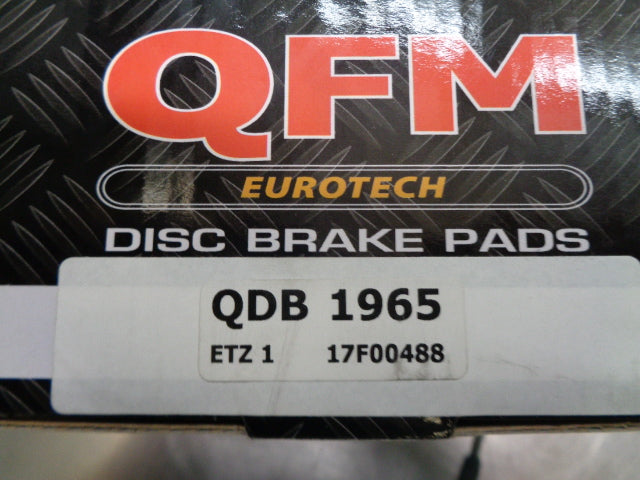 QFM
EUROTECH
DISC BRAKE PADS
QDB 1965
ETZ 1 17F00488